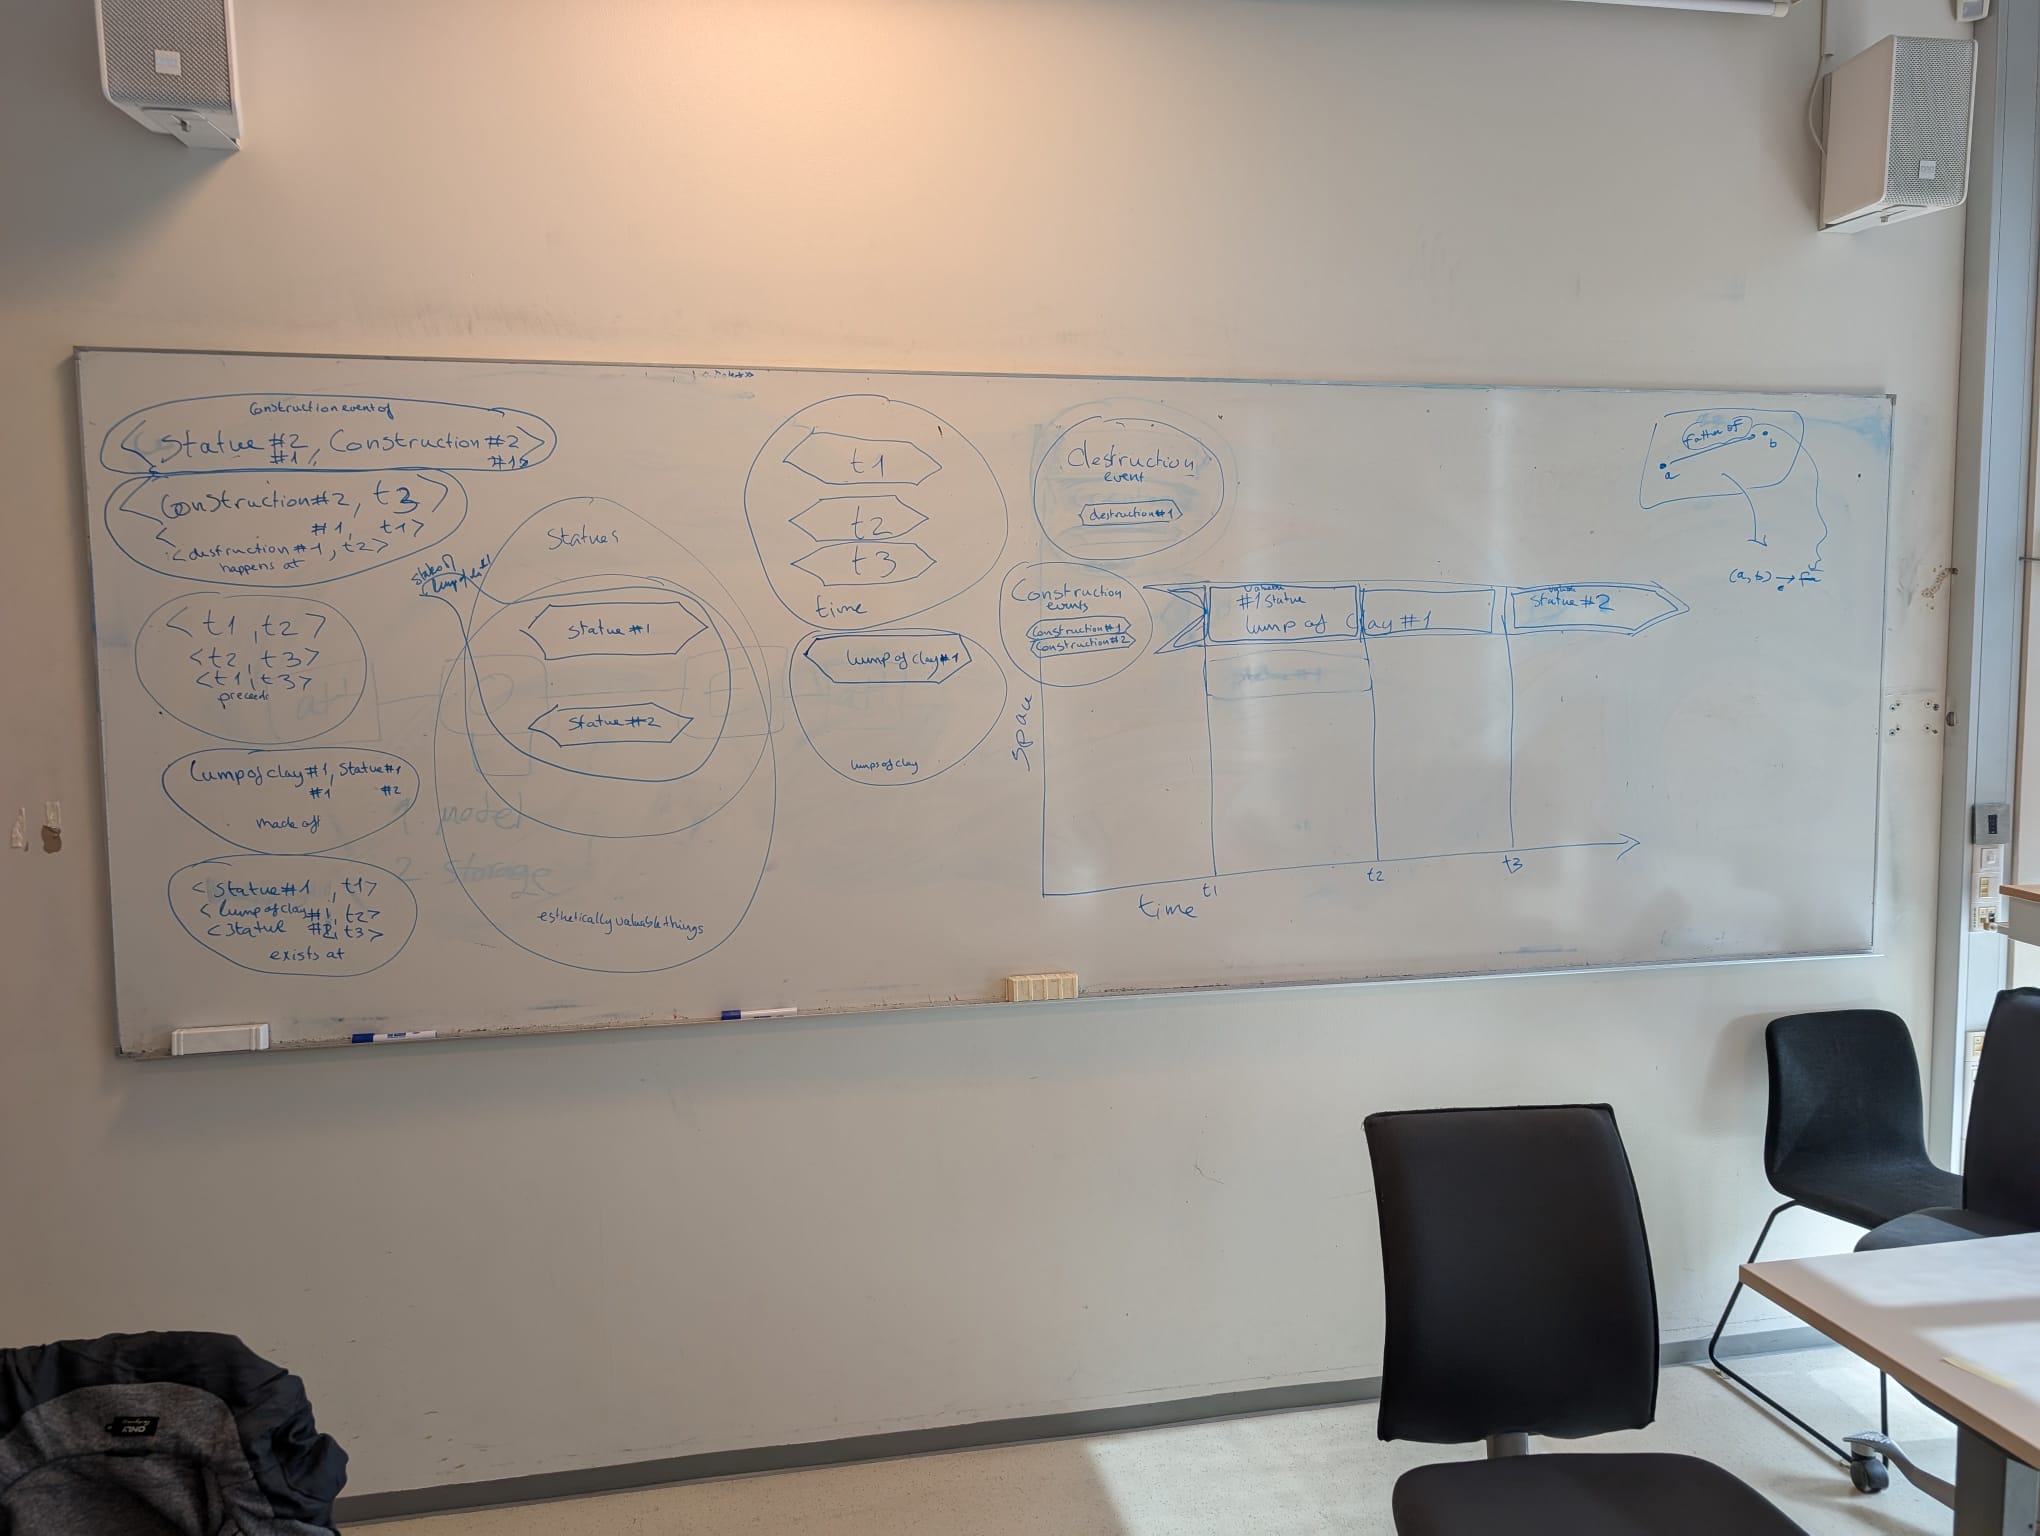 Construction event of
<Statue #2, Construction #2>
#1, #1>
<Construction#2, t3>
< #1, t1>
<destruction#1, t2>
happens at
<t1, t2>
<t2, t3>
<t1, t3>
precede
Lump of clay #1, Statue #1
#1 #2
made of
<Statue#1, t1>
<Lump of clay#1, t2>
<Statue #2, t3>
exists at
states of
lump of clay#1
Statues
Statue #1
Statue #2
esthetically valuable things
1. model
2. storage
t1
t2
t3
time
lump of clay#1
lumps of clay
destruction
event
destruction#1
Construction
events
Construction#1
Construction#2
Space
#1 Statue
Lump of Clay #1
Statue #2
t1
t2
t3
time
father of
a
b
(a,b) →
ONLY